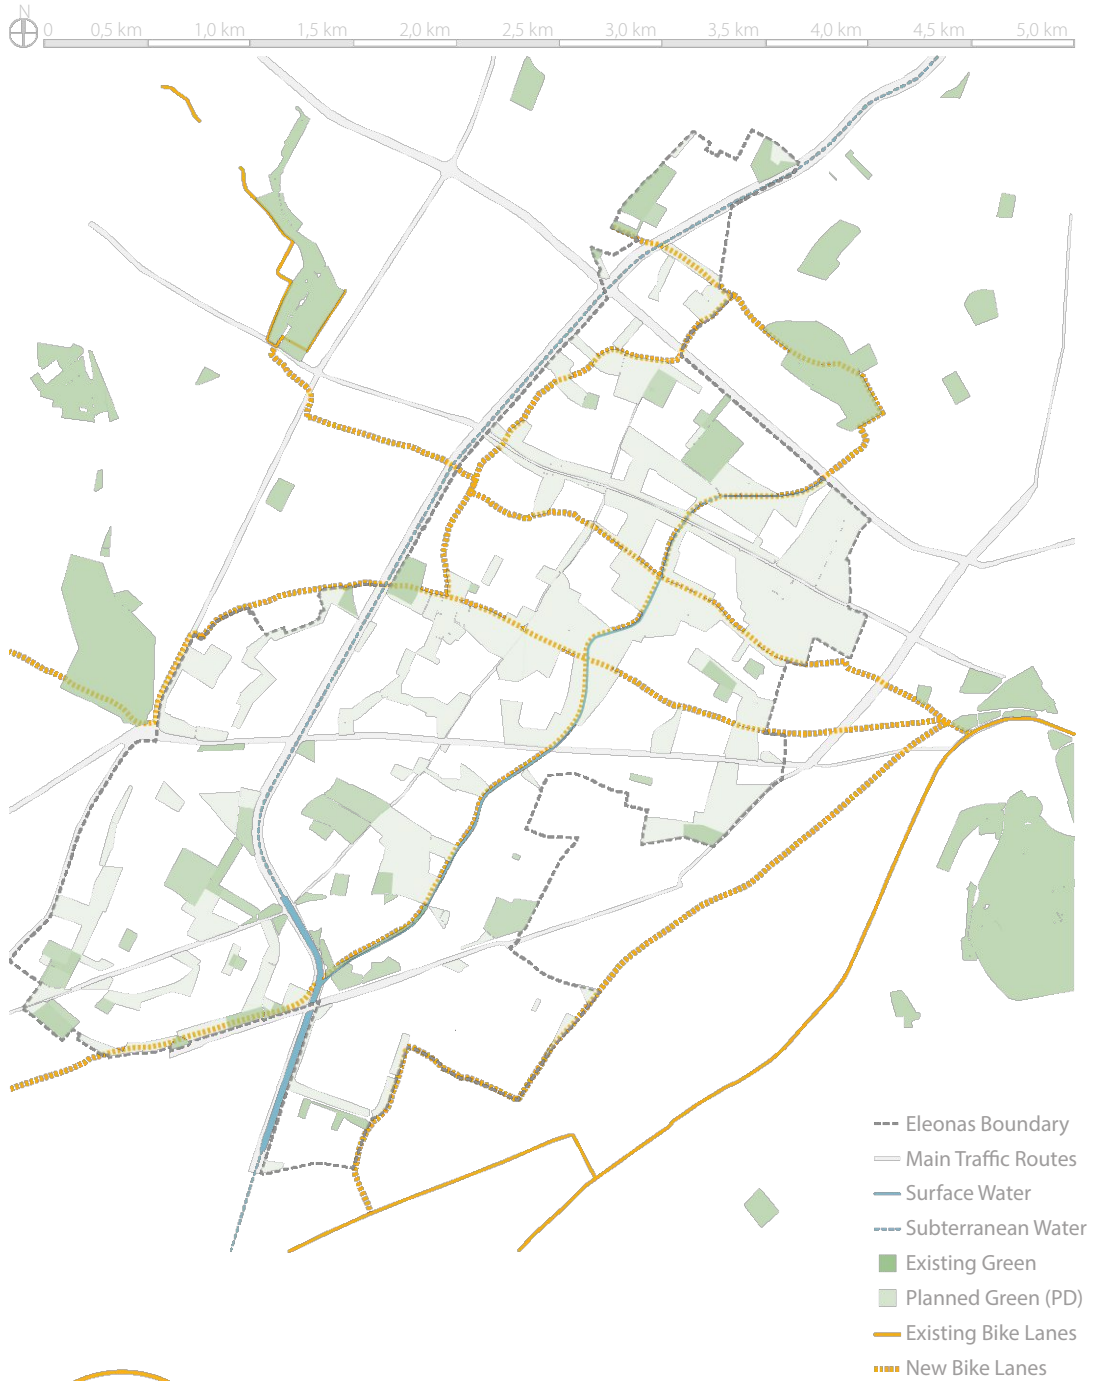 N
0 0,5 km 1,0 km 1,5 km 2,0 km 2,5 km 3,0 km 3,5 km 4,0 km 4,5 km 5,0 km
Eleonas Boundary
Main Traffic Routes
Surface Water
Subterranean Water
Existing Green
Planned Green (PD)
Existing Bike Lanes
New Bike Lanes